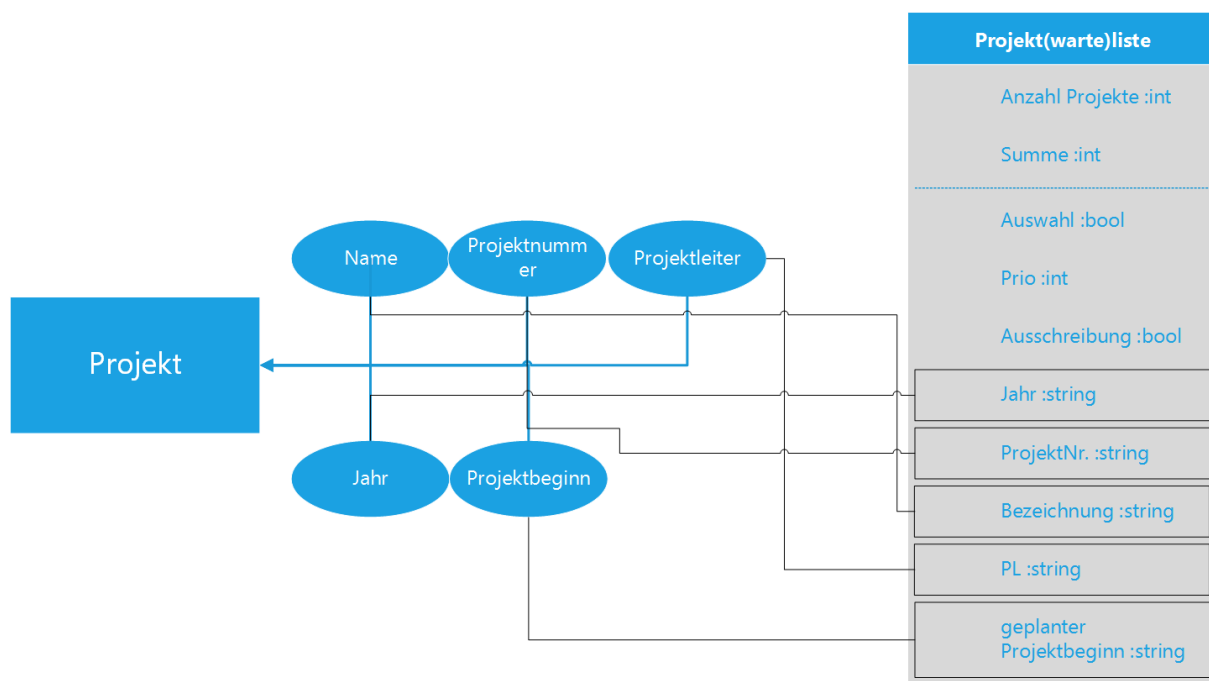 Projekt(warte)liste
Anzahl Projekte :int
Summe :int
Auswahl :bool
Prio :int
Ausschreibung :bool
Jahr :string
ProjektNr. :string
Bezeichnung :string
PL :string
geplanter
Projektbeginn :string
Name
Projektnumm
er
Projektleiter
Projekt
Jahr
Projektbeginn